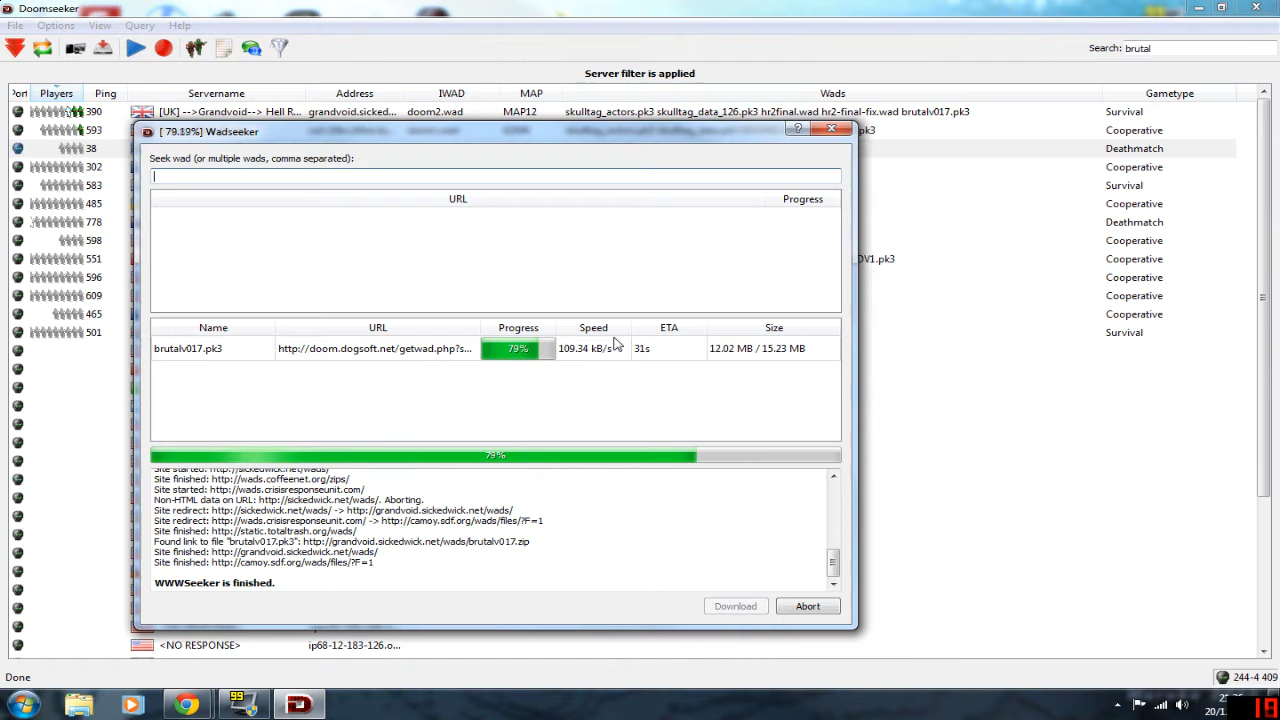 Doomseeker
File Options View Query Help
Search: brutal
Server filter is applied
Players Ping Servername Address IWAD MAP Wads Gametype
390 [UK] -->Grandvoid--> Hell R... grandvoid.sicked... doom2.wad MAP12 skulltag_actors.pk3 skulltag_data_126.pk3 hr2final.wad hr2-final-fix.wad brutalv017.pk3 Survival
593 Cooperative
38 Deathmatch
302 Cooperative
583 Survival
485 Cooperative
778 Deathmatch
598 Cooperative
551 Cooperative
596 Cooperative
609 Cooperative
465 Cooperative
501 Survival
[ 79.19%] Wadseeker
Seek wad (or multiple wads, comma separated):
URL Progress
Name URL Progress Speed ETA Size
brutalv017.pk3 http://doom.dogsoft.net/getwad.php?s... 79% 109.34 kB/s 31s 12.02 MB / 15.23 MB
79%
Site started: http://sickedwick.net/wads/
Site finished: http://wads.coffeenet.org/zips/
Site started: http://wads.crisisresponseunit.com/
Non-HTML data on URL: http://sickedwick.net/wads/. Aborting.
Site redirect: http://sickedwick.net/wads/ -> http://grandvoid.sickedwick.net/wads/
Site redirect: http://wads.crisisresponseunit.com/ -> http://camoy.sdf.org/wads/files/?F=1
Site finished: http://static.totaltrash.org/wads/
Found link to file "brutalv017.pk3": http://grandvoid.sickedwick.net/wads/brutalv017.zip
Site finished: http://grandvoid.sickedwick.net/wads/
Site finished: http://camoy.sdf.org/wads/files/?F=1
WWWSeeker is finished.
Download Abort
<NO RESPONSE> ip68-12-183-126.o...
Done
244-4 409
99
19